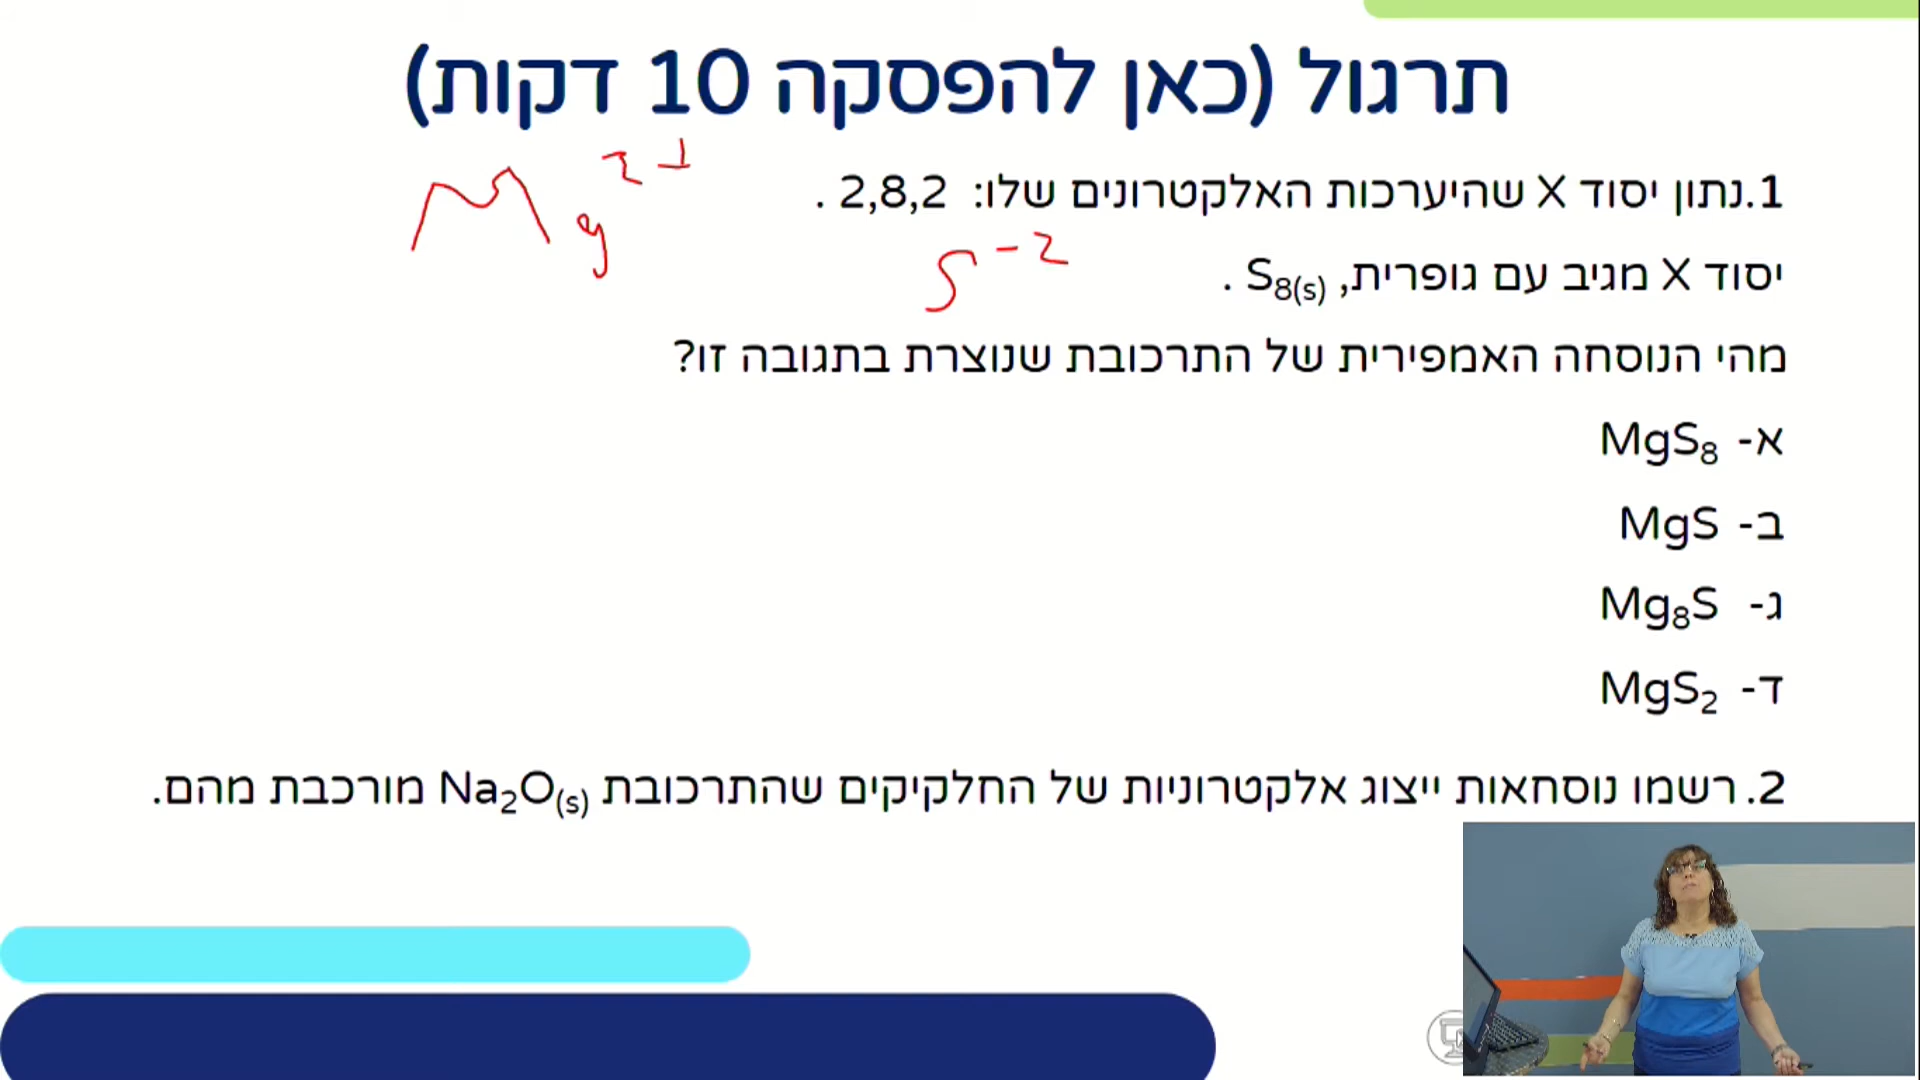 תרגול (כאן להפסקה 10 דקות)
Mg²⁺
1.נתון יסוד X שהיערכות האלקטרונים שלו: 2,8,2 .
S⁻²
יסוד X מגיב עם גופרית, S₈₍ₛ₎ .
מהי הנוסחה האמפירית של התרכובת שנוצרת בתגובה זו?
א- MgS₈
ב- MgS
ג- Mg₈S
ד- MgS₂
2. רשמו נוסחאות ייצוג אלקטרוניות של החלקיקים שהתרכובת Na₂O₍ₛ₎ מורכבת מהם.